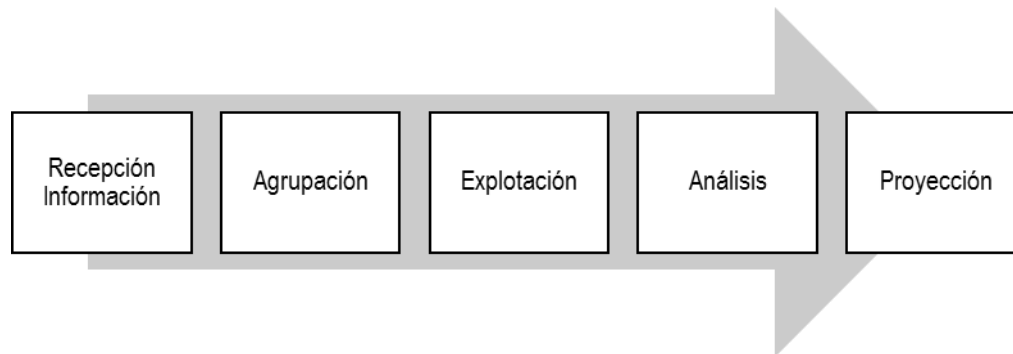 Recepción
Información
Agrupación
Explotación
Análisis
Proyección